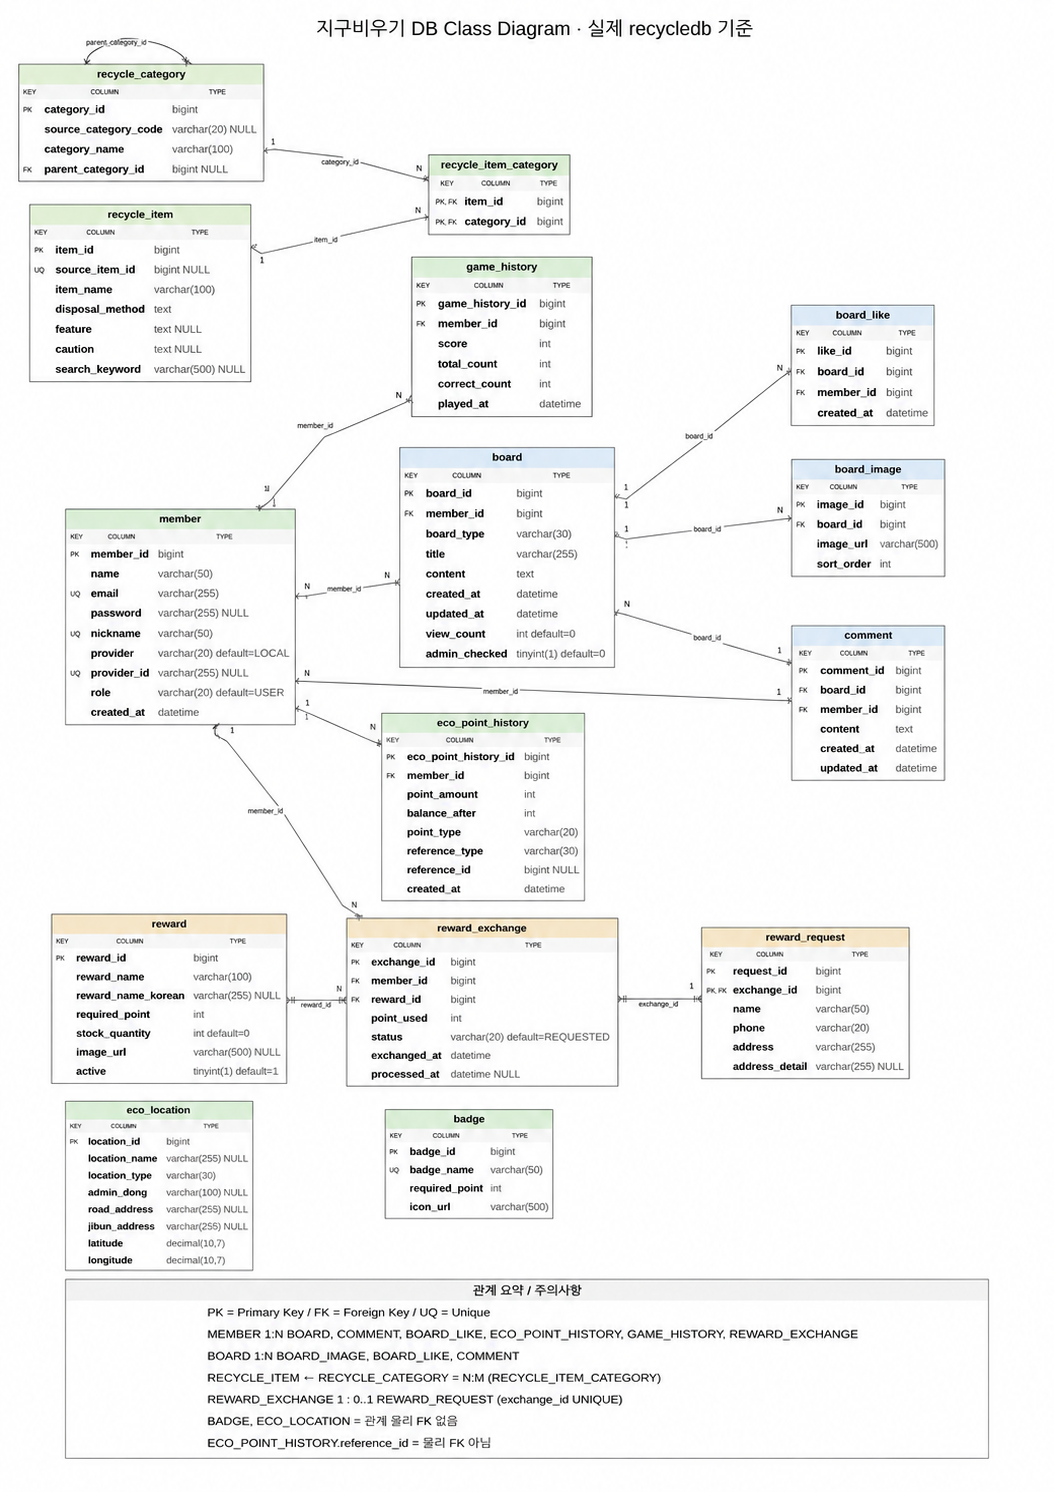 지구비우기 DB Class Diagram · 실제 recycledb 기준
parent_category_id
recycle_category
KEY COLUMN TYPE
PK category_id bigint
source_category_code varchar(20) NULL
category_name varchar(100)
FK parent_category_id bigint NULL
1
category_id
N
recycle_item_category
KEY COLUMN TYPE
PK, FK item_id bigint
PK, FK category_id bigint
recycle_item
KEY COLUMN TYPE
PK item_id bigint
UQ source_item_id bigint NULL
item_name varchar(100)
disposal_method text
feature text NULL
caution text NULL
search_keyword varchar(500) NULL
1
item_id
N
game_history
KEY COLUMN TYPE
PK game_history_id bigint
FK member_id bigint
score int
total_count int
correct_count int
played_at datetime
N
member_id
1
board_like
KEY COLUMN TYPE
PK like_id bigint
FK board_id bigint
FK member_id bigint
created_at datetime
N
board_id
1
1
board
KEY COLUMN TYPE
PK board_id bigint
FK member_id bigint
board_type varchar(30)
title varchar(255)
content text
created_at datetime
updated_at datetime
view_count int default=0
admin_checked tinyint(1) default=0
board_image
KEY COLUMN TYPE
PK image_id bigint
FK board_id bigint
image_url varchar(500)
sort_order int
1
board_id
N
member
KEY COLUMN TYPE
PK member_id bigint
name varchar(50)
UQ email varchar(255)
password varchar(255) NULL
UQ nickname varchar(50)
provider varchar(20) default=LOCAL
UQ provider_id varchar(255) NULL
role varchar(20) default=USER
created_at datetime
N
member_id
N
N
board_id
1
comment
KEY COLUMN TYPE
PK comment_id bigint
FK board_id bigint
FK member_id bigint
content text
created_at datetime
updated_at datetime
N
member_id
1
1
1
N
eco_point_history
KEY COLUMN TYPE
PK eco_point_history_id bigint
FK member_id bigint
point_amount int
balance_after int
point_type varchar(20)
reference_type varchar(30)
reference_id bigint NULL
created_at datetime
1
member_id
N
reward
KEY COLUMN TYPE
PK reward_id bigint
reward_name varchar(100)
reward_name_korean varchar(255) NULL
required_point int
stock_quantity int default=0
image_url varchar(500) NULL
active tinyint(1) default=1
reward_id
N
reward_exchange
KEY COLUMN TYPE
PK exchange_id bigint
FK member_id bigint
FK reward_id bigint
point_used int
status varchar(20) default=REQUESTED
exchanged_at datetime
processed_at datetime NULL
exchange_id
1
reward_request
KEY COLUMN TYPE
PK request_id bigint
PK, FK exchange_id bigint
name varchar(50)
phone varchar(20)
address varchar(255)
address_detail varchar(255) NULL
eco_location
KEY COLUMN TYPE
PK location_id bigint
location_name varchar(255) NULL
location_type varchar(30)
admin_dong varchar(100) NULL
road_address varchar(255) NULL
jibun_address varchar(255) NULL
latitude decimal(10,7)
longitude decimal(10,7)
badge
KEY COLUMN TYPE
PK badge_id bigint
UQ badge_name varchar(50)
required_point int
icon_url varchar(500)
관계 요약 / 주의사항
PK = Primary Key / FK = Foreign Key / UQ = Unique
MEMBER 1:N BOARD, COMMENT, BOARD_LIKE, ECO_POINT_HISTORY, GAME_HISTORY, REWARD_EXCHANGE
BOARD 1:N BOARD_IMAGE, BOARD_LIKE, COMMENT
RECYCLE_ITEM ← RECYCLE_CATEGORY = N:M (RECYCLE_ITEM_CATEGORY)
REWARD_EXCHANGE 1 : 0..1 REWARD_REQUEST (exchange_id UNIQUE)
BADGE, ECO_LOCATION = 관계 물리 FK 없음
ECO_POINT_HISTORY.reference_id = 물리 FK 아님